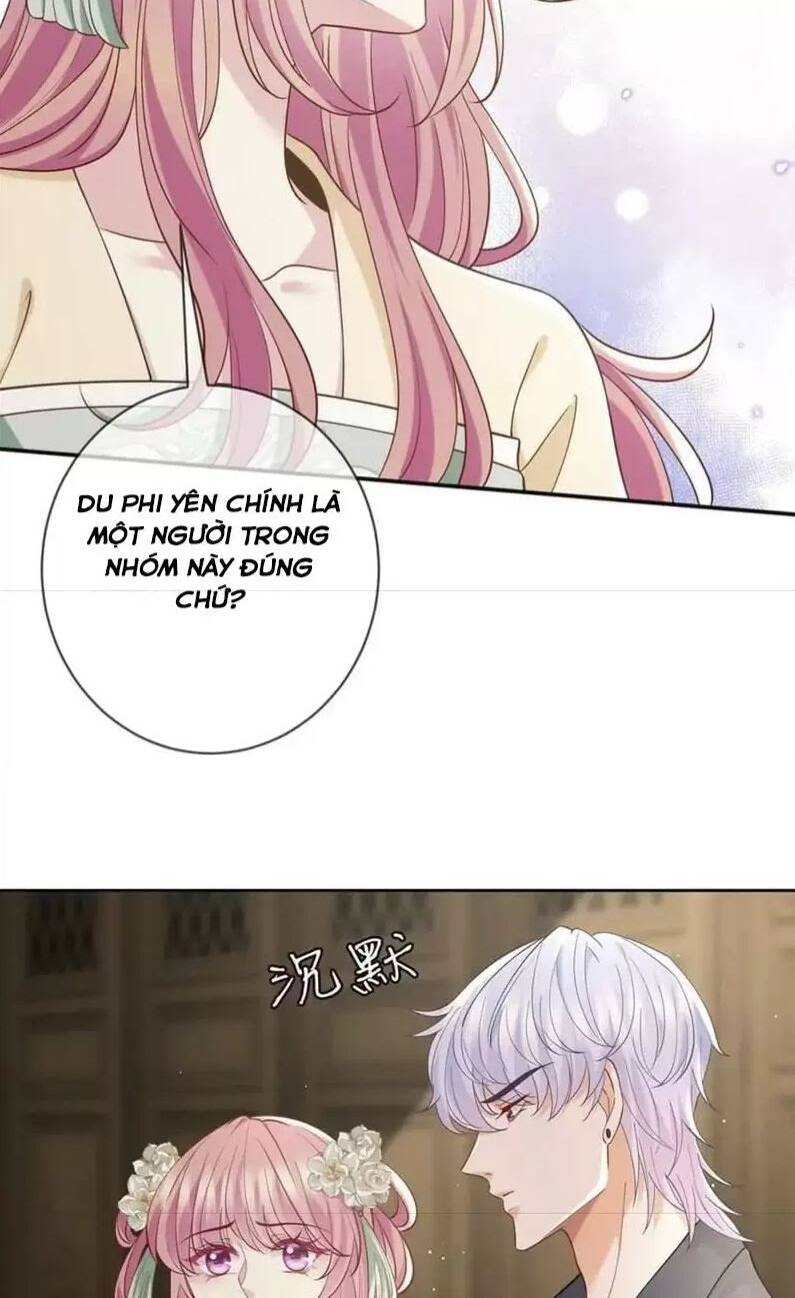 DU PHI YÊN CHÍNH LÀ
MỘT NGƯỜI TRONG
NHÓM NÀY ĐÚNG
CHỨ?
沉默